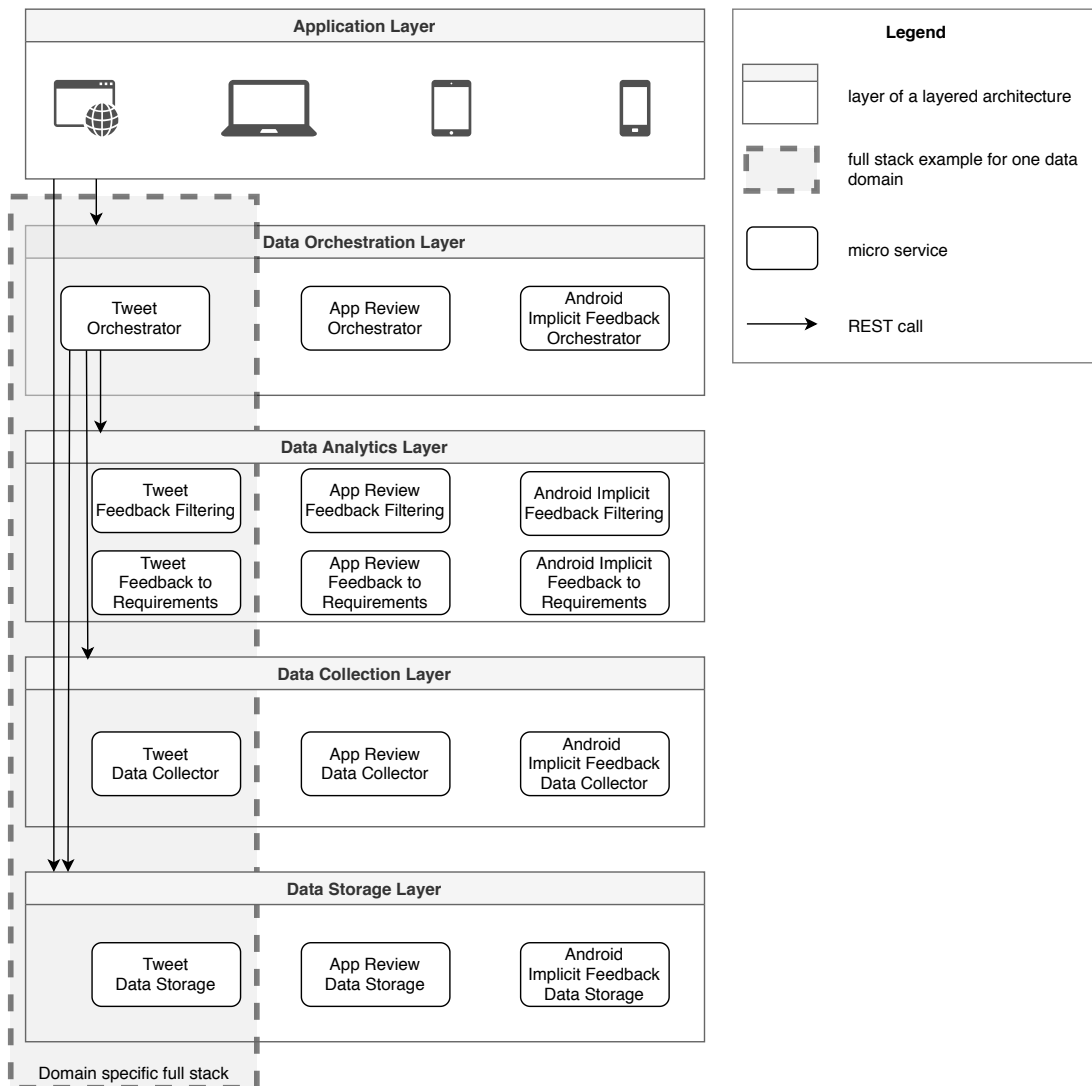 Application Layer
Legend
layer of a layered architecture
full stack example for one data
domain
micro service
REST call
Data Orchestration Layer
Tweet
Orchestrator
App Review
Orchestrator
Android
Implicit Feedback
Orchestrator
Data Analytics Layer
Tweet
Feedback Filtering
App Review
Feedback Filtering
Android Implicit
Feedback Filtering
Tweet
Feedback to
Requirements
App Review
Feedback to
Requirements
Android Implicit
Feedback to
Requirements
Data Collection Layer
Tweet
Data Collector
App Review
Data Collector
Android
Implicit Feedback
Data Collector
Data Storage Layer
Tweet
Data Storage
App Review
Data Storage
Android
Implicit Feedback
Data Storage
Domain specific full stack